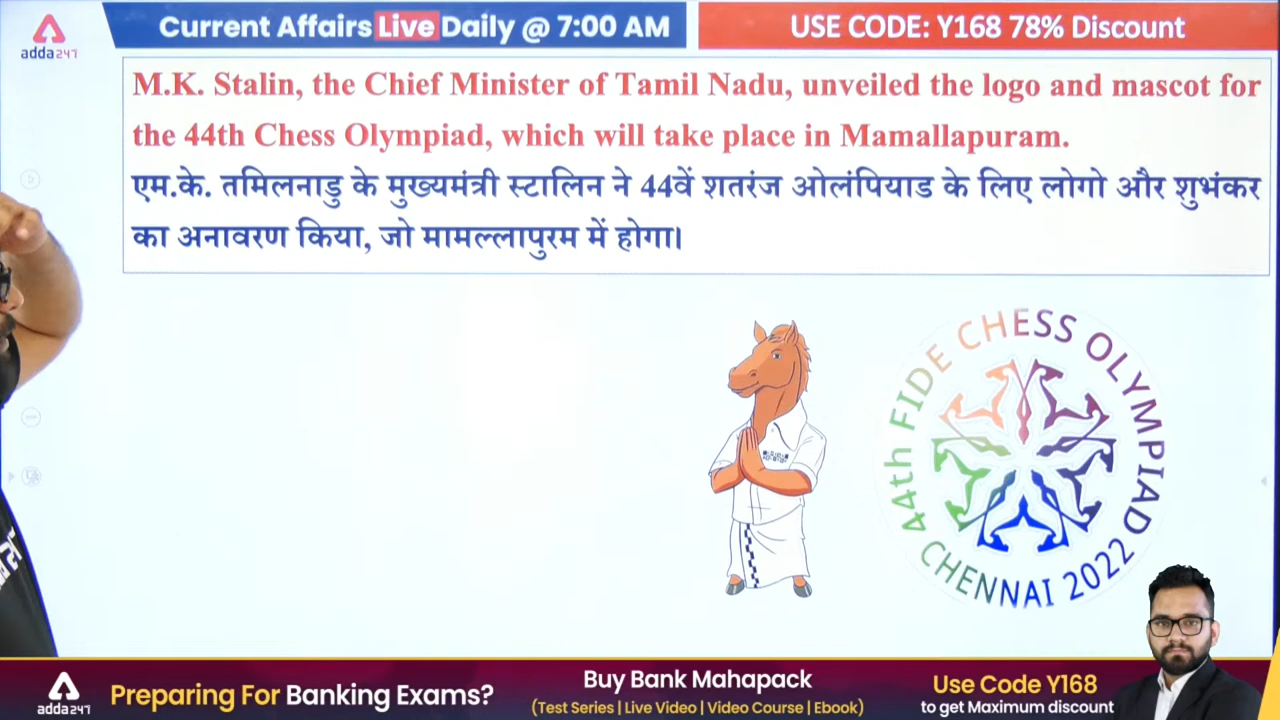 adda247
Current Affairs Live Daily @ 7:00 AM
USE CODE: Y168 78% Discount
M.K. Stalin, the Chief Minister of Tamil Nadu, unveiled the logo and mascot for
the 44th Chess Olympiad, which will take place in Mamallapuram.
एम.के. तमिलनाडु के मुख्यमंत्री स्टालिन ने 44वें शतरंज ओलंपियाड के लिए लोगो और शुभंकर
का अनावरण किया, जो मामल्लापुरम में होगा।
44th FIDE CHESS OLYMPIAD
CHENNAI 2022
adda247
Preparing For Banking Exams?
Buy Bank Mahapack
(Test Series | Live Video | Video Course | Ebook)
Use Code Y168
to get Maximum discount